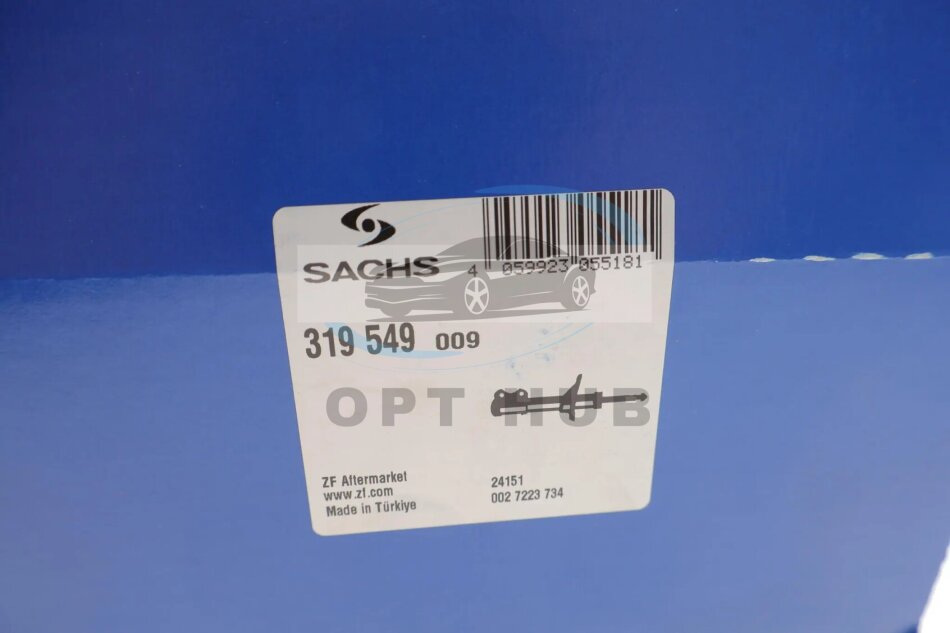 SACHS
4 059923 055181
319 549 009
OPT HUB
ZF Aftermarket
www.zf.com
Made in Türkiye
24151
002 7223 734